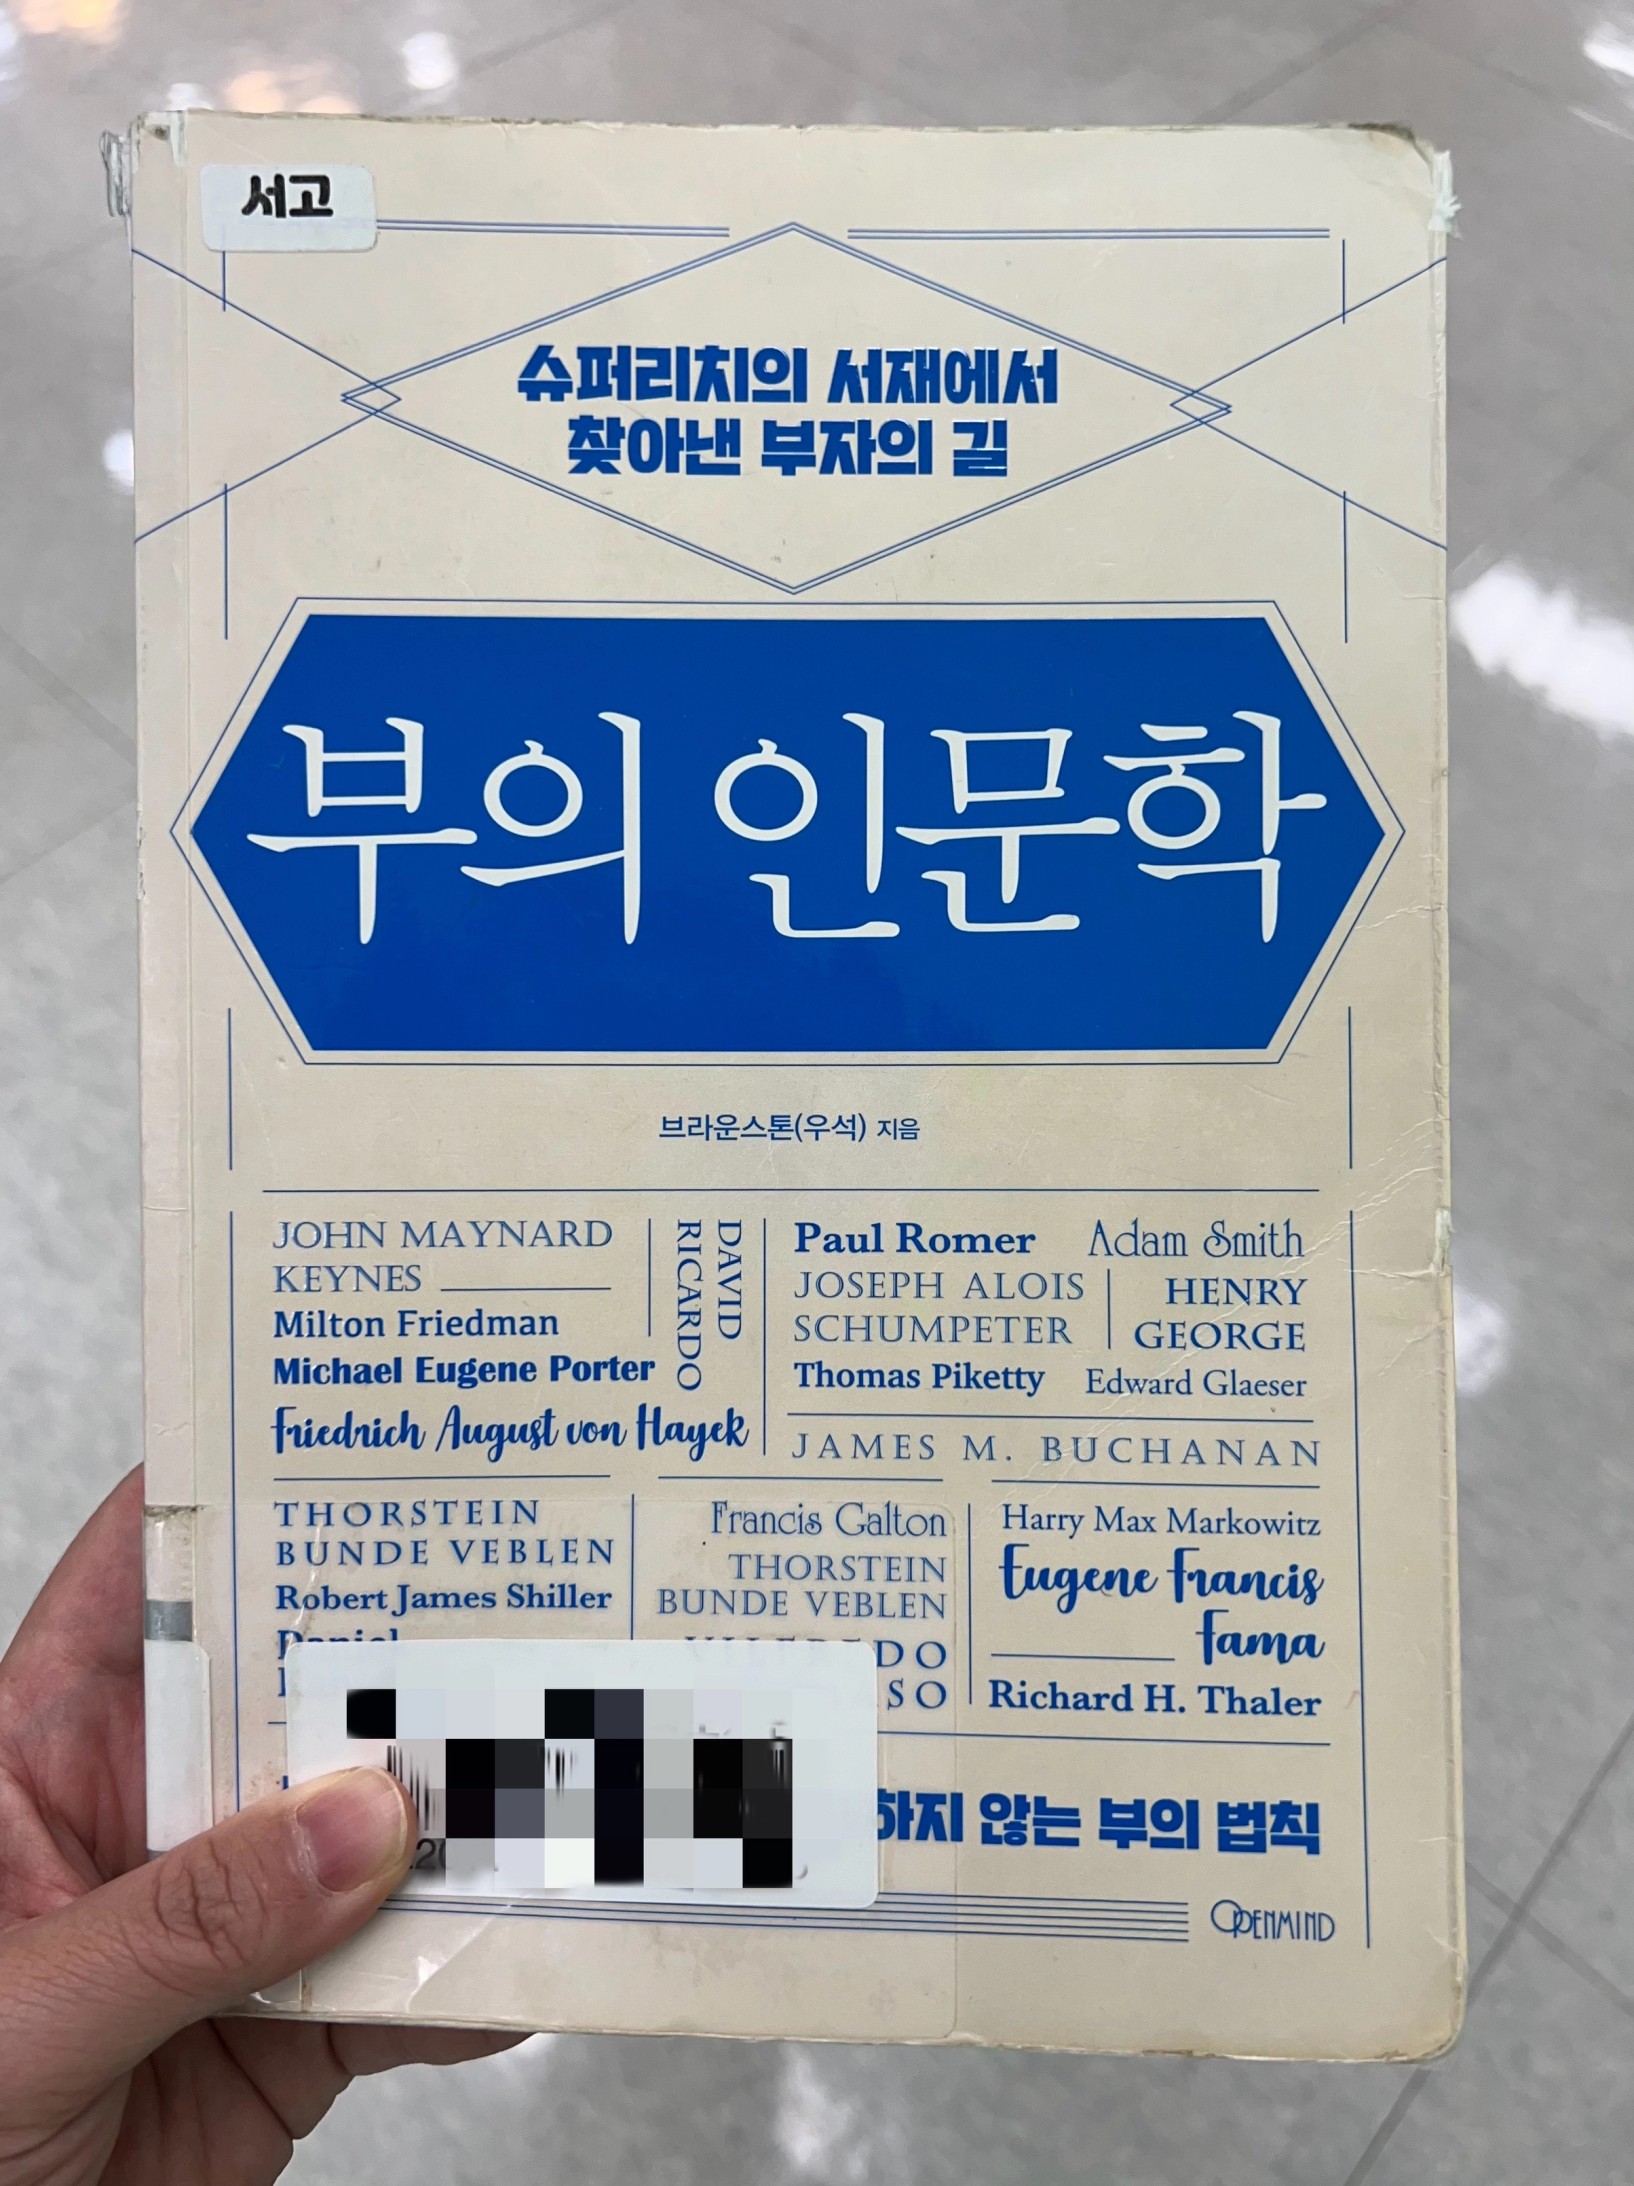 서고
슈퍼리치의 서재에서
찾아낸 부자의 길
부의 인문학
브라운스톤(우석) 지음
JOHN MAYNARD
KEYNES
Milton Friedman
Michael Eugene Porter
Friedrich August von Hayek
DAVID
RICARDO
Paul Romer
Adam Smith
JOSEPH ALOIS
SCHUMPETER
HENRY
GEORGE
Thomas Piketty
Edward Glaeser
JAMES M. BUCHANAN
THORSTEIN
BUNDE VEBLEN
Robert James Shiller
Daniel
Francis Galton
THORSTEIN
BUNDE VEBLEN
Harry Max Markowitz
Eugene Francis
Fama
Richard H. Thaler
하지 않는 부의 법칙
OPENMIND